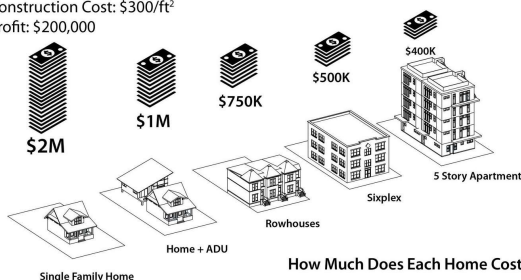 onstruction Cost: $300/ft²
rofit: $200,000
$2M
$1M
$750K
$500K
$400K
Single Family Home
Home + ADU
Rowhouses
Sixplex
5 Story Apartment
How Much Does Each Home Cost